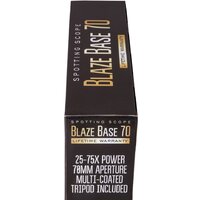 SPOTTING SCOPE
BLAZE BASE 70
LIFETIME WARRANTY
SPOTTING SCOPE
BLAZE BASE 70
LIFETIME WARRANTY
25-75X POWER
70MM APERTURE
MULTI-COATED
TRIPOD INCLUDED